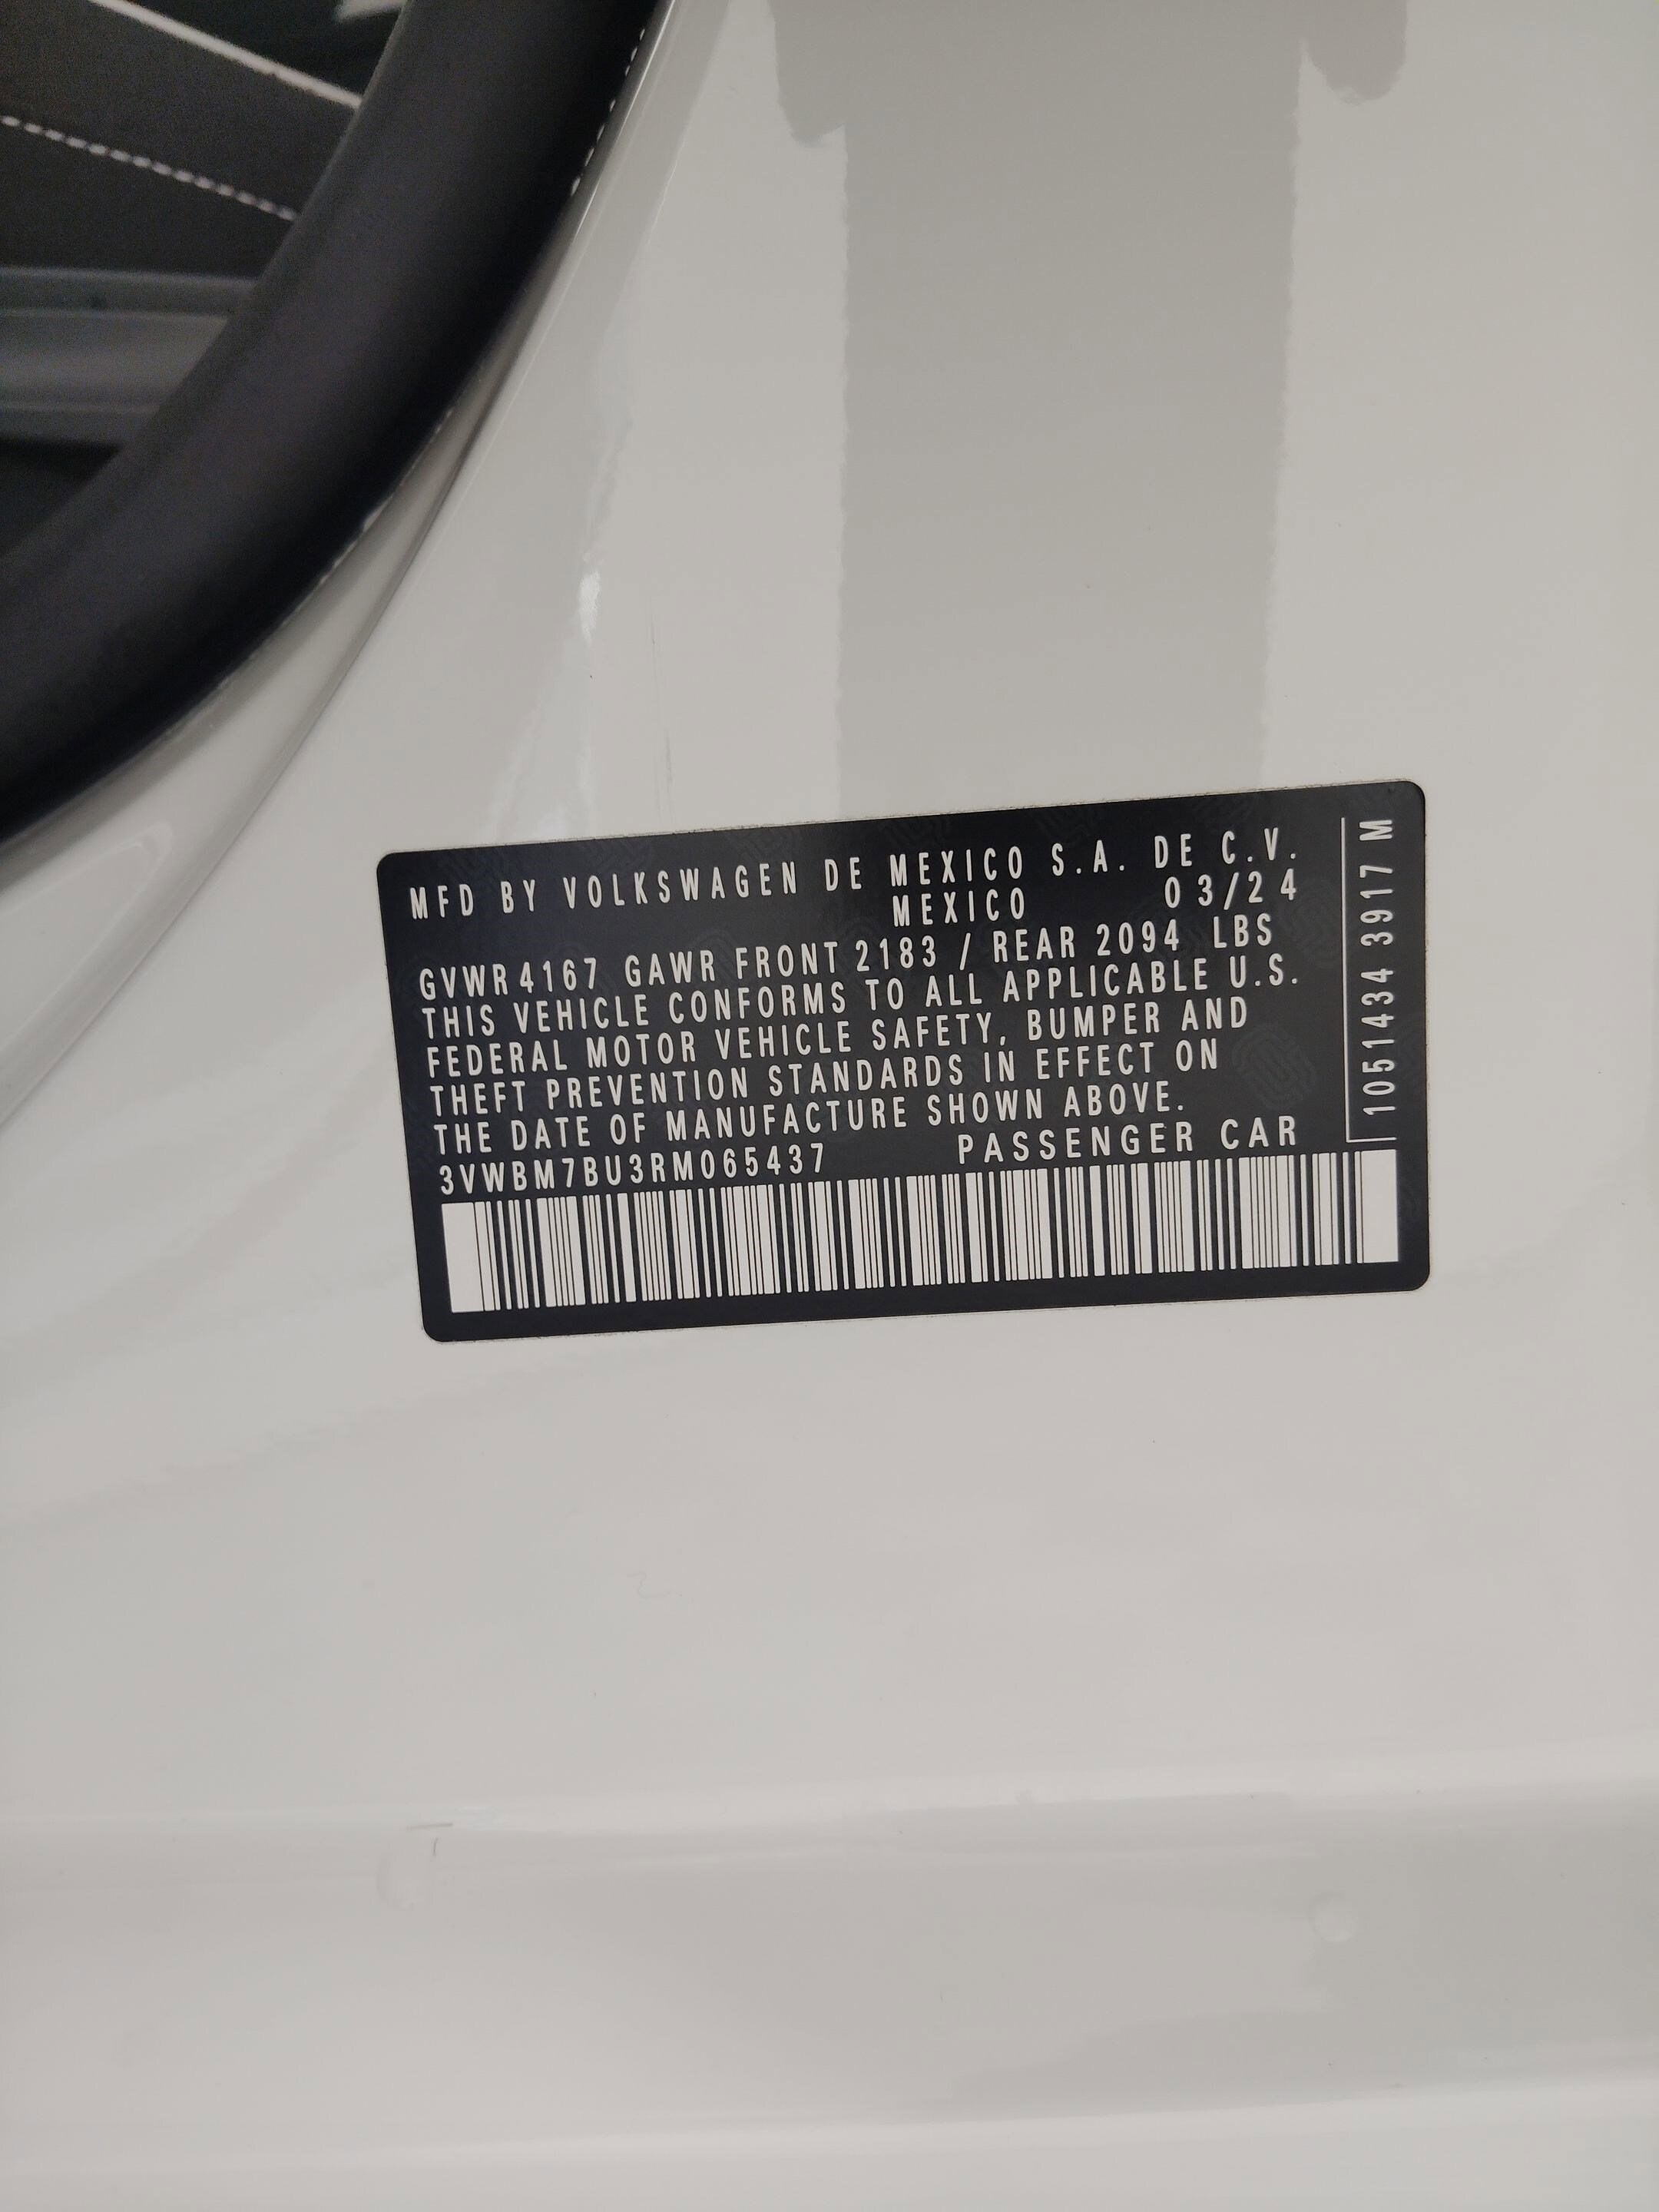 MFD BY VOLKSWAGEN DE MEXICO S.A. DE C.V.
MEXICO 03/24
GVWR 4167 GAWR FRONT 2183 / REAR 2094 LBS
THIS VEHICLE CONFORMS TO ALL APPLICABLE U.S.
FEDERAL MOTOR VEHICLE SAFETY, BUMPER AND
THEFT PREVENTION STANDARDS IN EFFECT ON
THE DATE OF MANUFACTURE SHOWN ABOVE.
3VWBM7BU3RM065437 PASSENGER CAR
1051434 3917 M